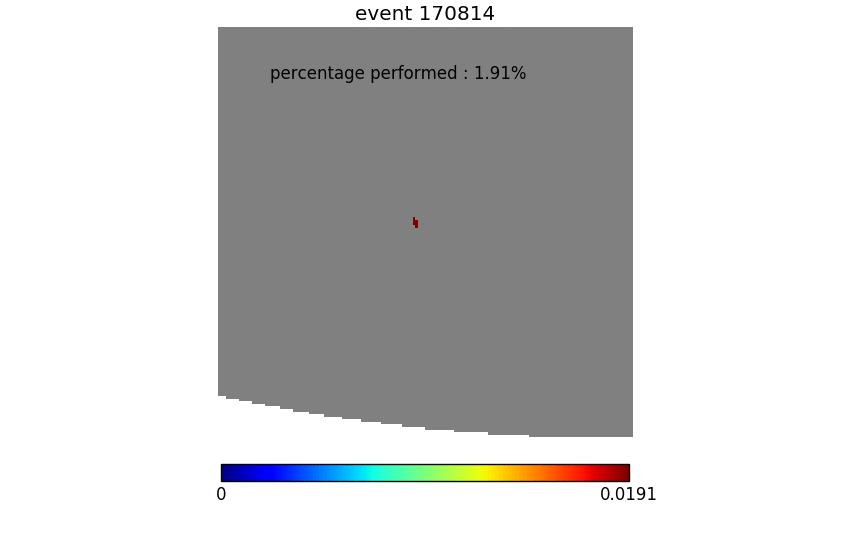 event 170814
percentage performed : 1.91%
0
0.0191